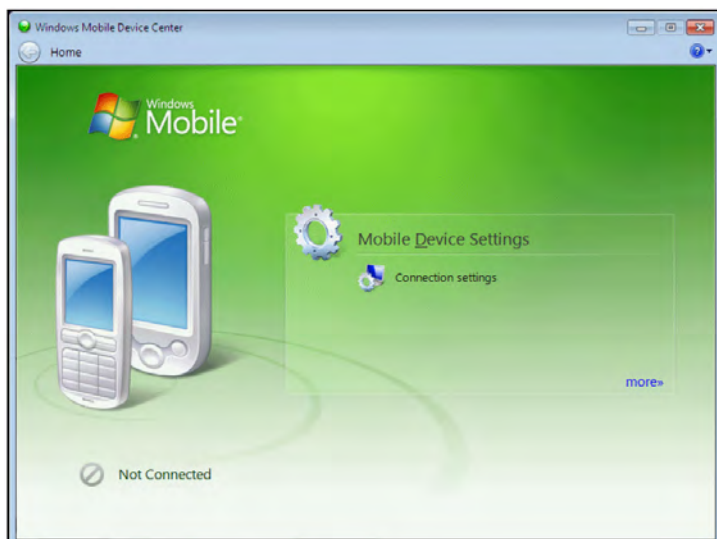 Windows Mobile Device Center
Home
Windows
Mobile
Mobile Device Settings
Connection settings
more»
Not Connected